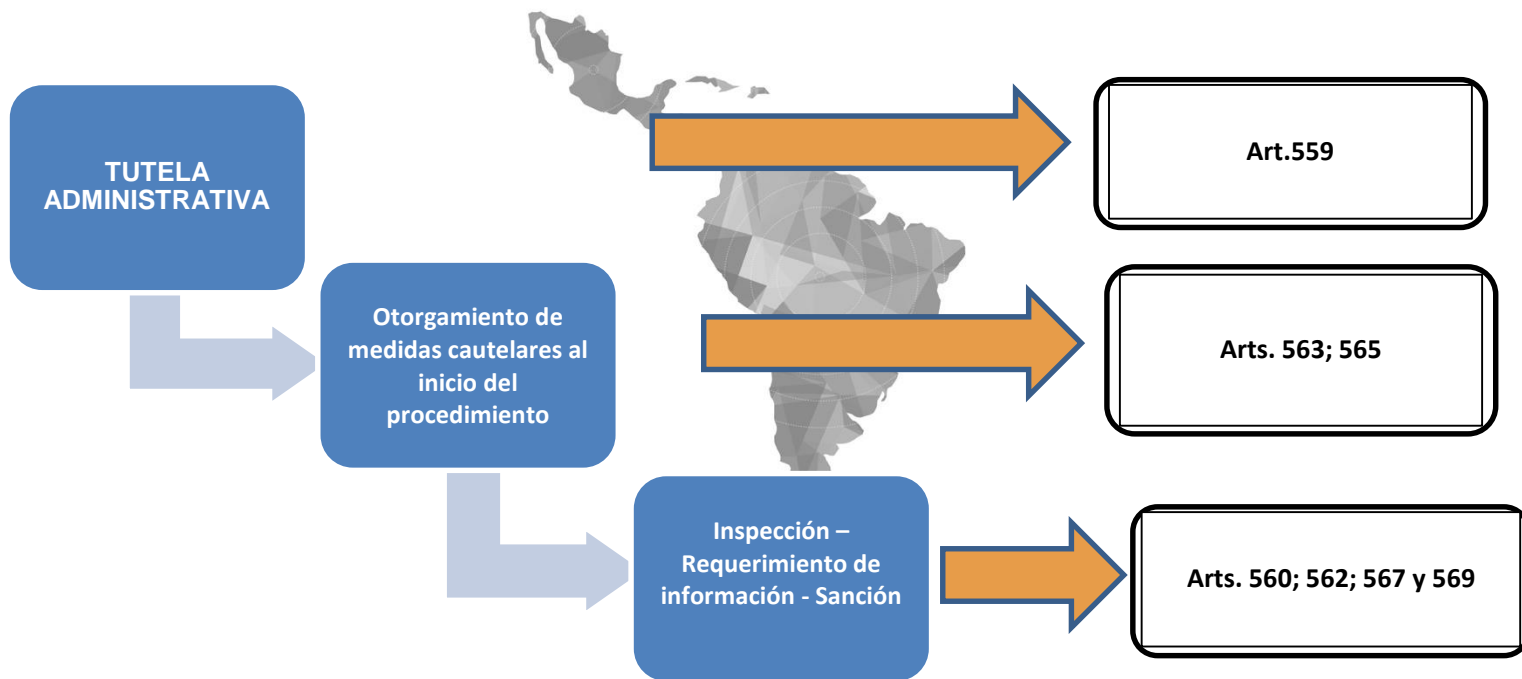 TUTELA
ADMINISTRATIVA
Art.559
Otorgamiento de
medidas cautelares al
inicio del
procedimiento
Arts. 563; 565
Inspección –
Requerimiento de
información - Sanción
Arts. 560; 562; 567 y 569